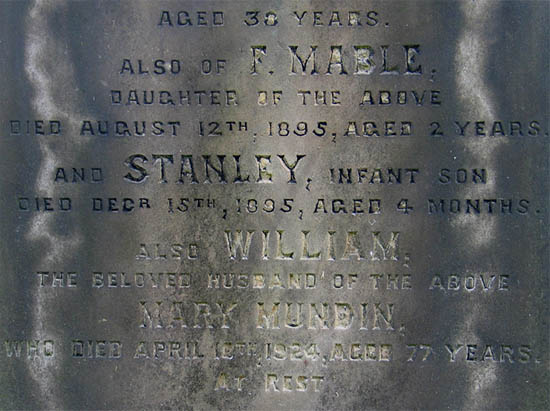 AGED 38 YEARS.
ALSO OF F. MABLE,
DAUGHTER OF THE ABOVE
DIED AUGUST 12TH, 1895, AGED 2 YEARS.
AND STANLEY, INFANT SON
DIED DECR 15TH, 1895, AGED 4 MONTHS.
ALSO WILLIAM,
THE BELOVED HUSBAND OF THE ABOVE
MARY MUNDIN,
WHO DIED APRIL 1924, AGED 77 YEARS.
AT REST